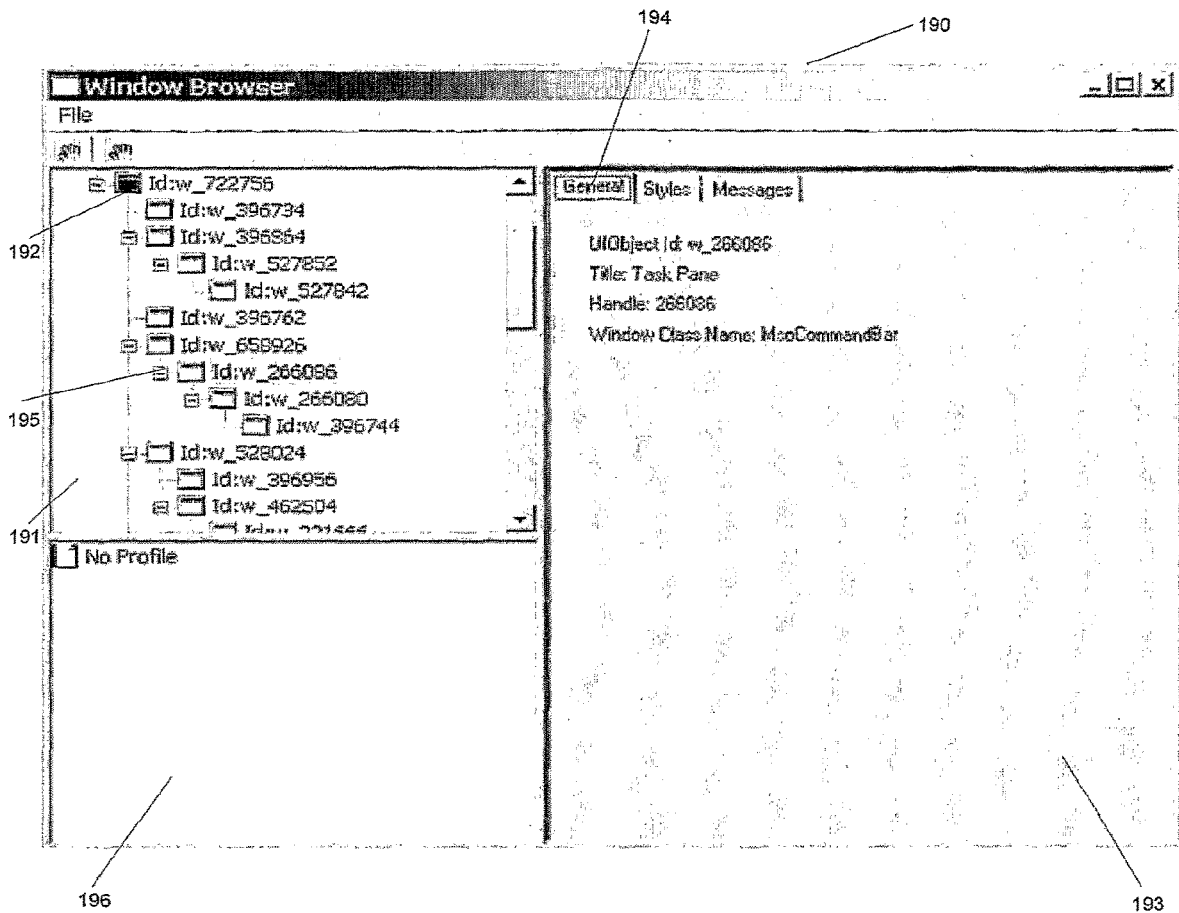 194
190
Window Browser
File
Id:w_722756
Id:w_396734
192
Id:w_396864
Id:w_527852
Id:w_527842
Id:w_396762
Id:w_658926
Id:w_266086
195
Id:w_266080
Id:w_396744
Id:w_528024
Id:w_396956
Id:w_462504
191
No Profile
General Styles Messages
UIObject Id: w_266086
Title: Task Pane
Handle: 266086
Window Class Name: MsoCommandBar
196
193